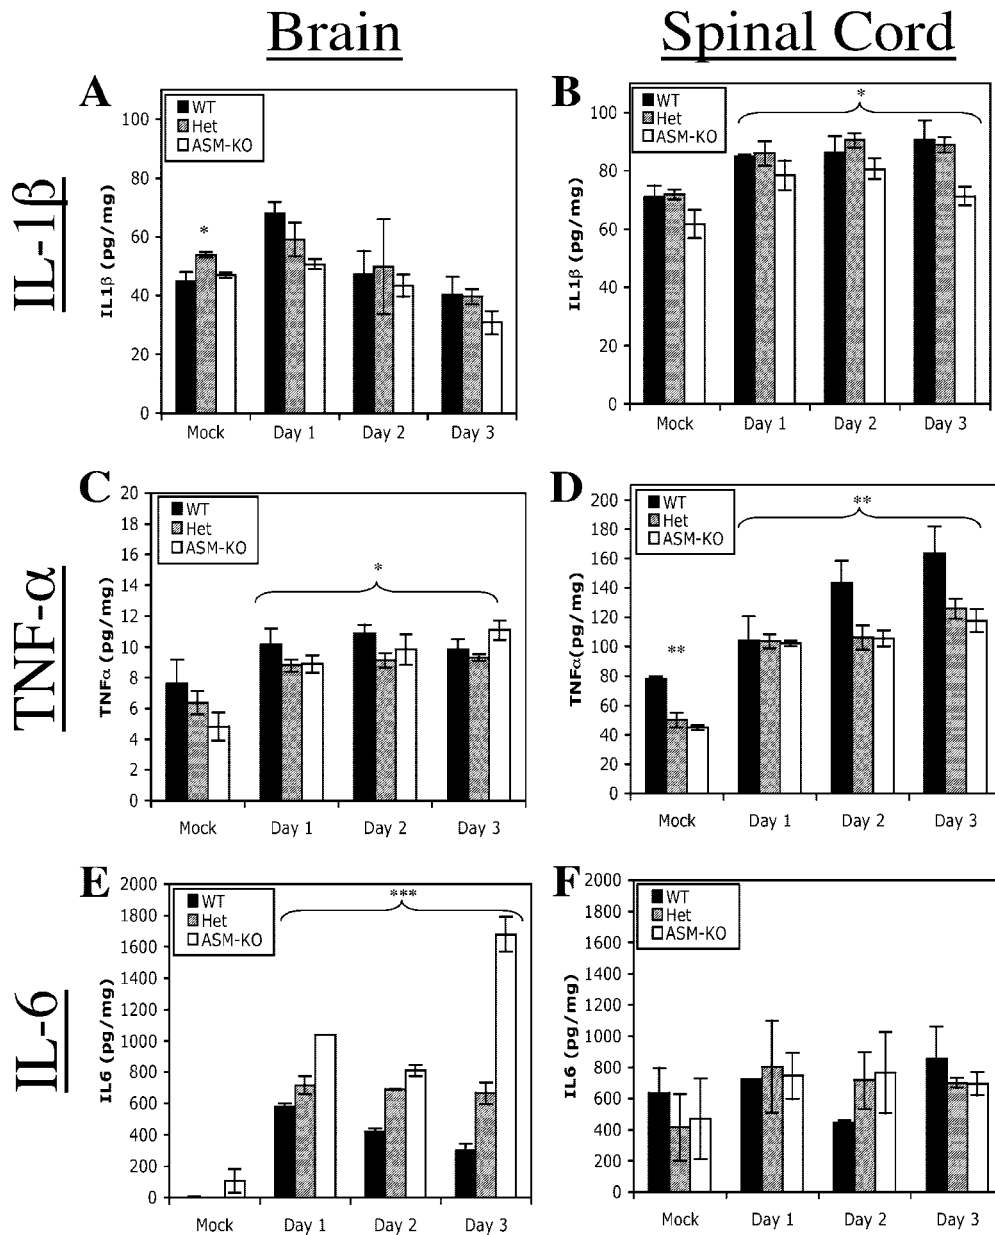 Brain
Spinal Cord
IL-1β
A
WT
Het
ASM-KO
*
IL1β (pg/mg)
100
80
60
40
20
0
Mock
Day 1
Day 2
Day 3
B
WT
Het
ASM-KO
*
IL1β (pg/mg)
100
80
60
40
20
0
Mock
Day 1
Day 2
Day 3
TNF-α
C
WT
Het
ASM-KO
*
TNFα (pg/mg)
20
18
16
14
12
10
8
6
4
2
0
Mock
Day 1
Day 2
Day 3
D
WT
Het
ASM-KO
**
**
TNFα(pg/mg)
200
180
160
140
120
100
80
60
40
20
0
Mock
Day 1
Day 2
Day 3
IL-6
E
WT
Het
ASM-KO
***
IL6 (pg/mg)
2000
1800
1600
1400
1200
1000
800
600
400
200
0
Mock
Day 1
Day 2
Day 3
F
WT
Het
ASM-KO
IL6 (pg/mg)
2000
1800
1600
1400
1200
1000
800
600
400
200
0
Mock
Day 1
Day 2
Day 3